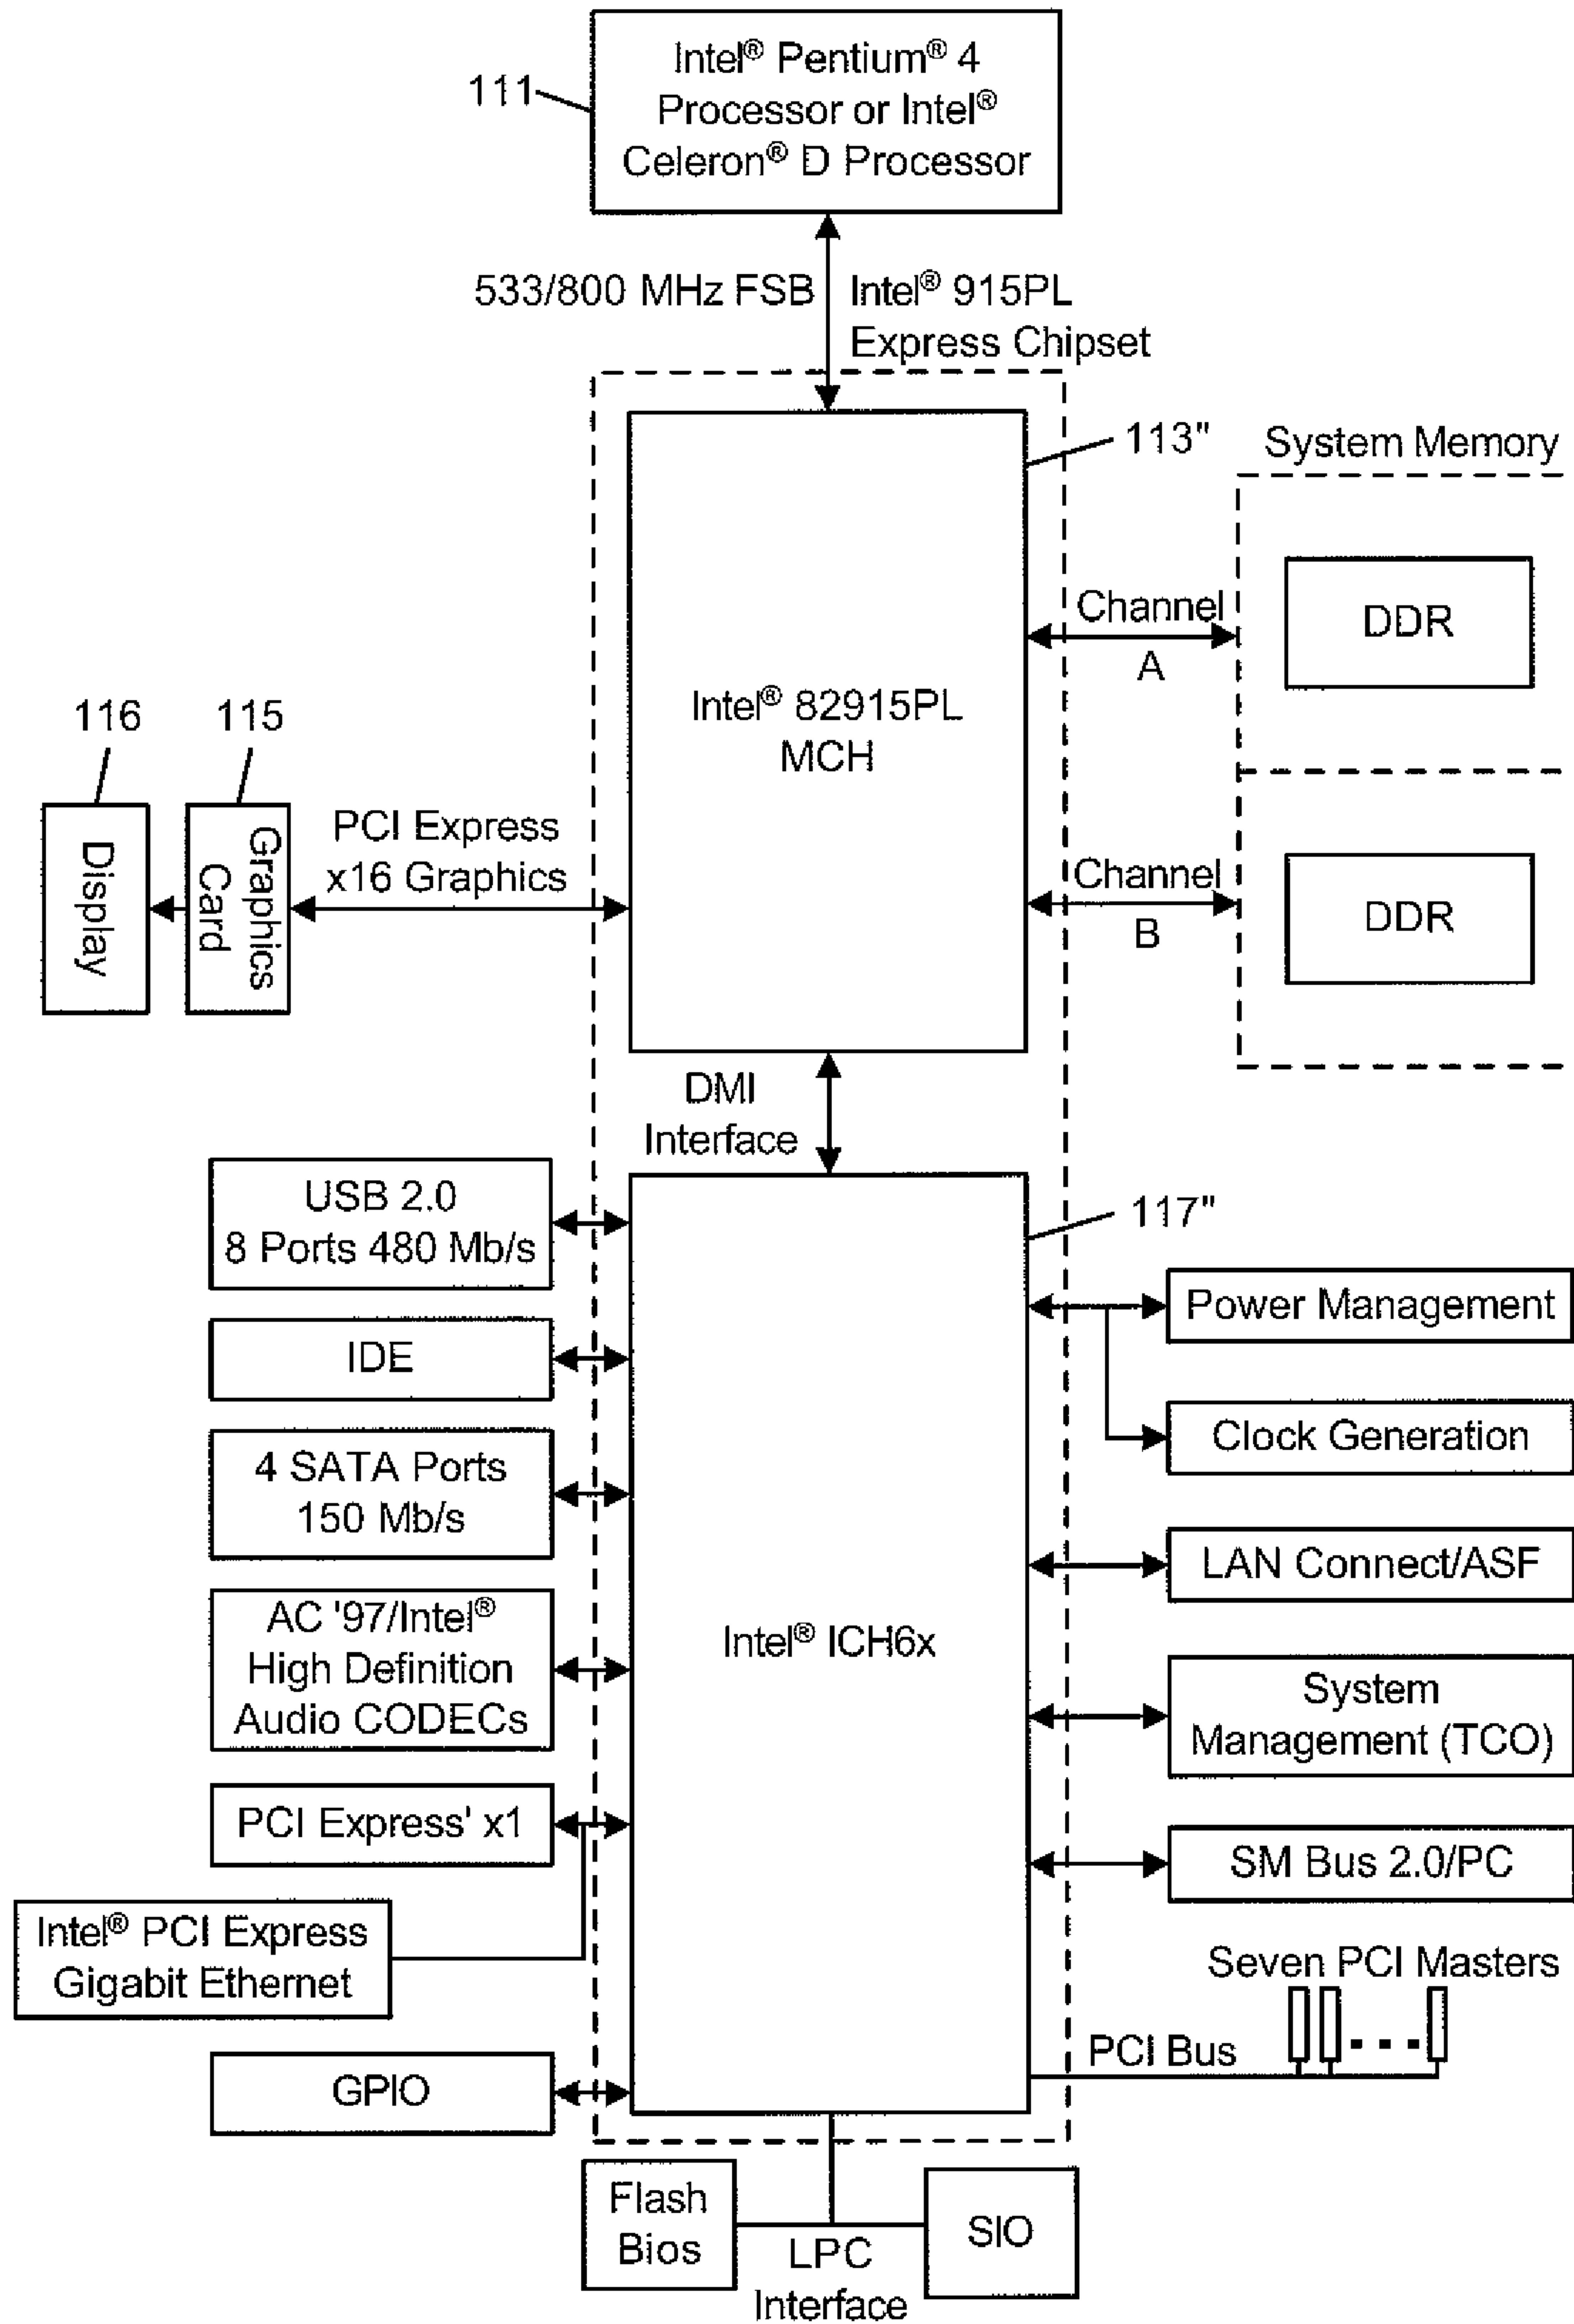 Intel® Pentium® 4
Processor or Intel®
Celeron® D Processor
111
533/800 MHz FSB
Intel® 915PL
Express Chipset
113"
System Memory
Channel
A
DDR
Intel® 82915PL
MCH
116
115
Display
Graphics
Card
PCI Express
x16 Graphics
Channel
B
DDR
DMI
Interface
USB 2.0
8 Ports 480 Mb/s
117"
Power Management
IDE
Clock Generation
4 SATA Ports
150 Mb/s
LAN Connect/ASF
AC '97/Intel®
High Definition
Audio CODECs
Intel® ICH6x
System
Management (TCO)
PCI Express' x1
SM Bus 2.0/PC
Intel® PCI Express
Gigabit Ethernet
Seven PCI Masters
PCI Bus
GPIO
Flash
Bios
LPC
Interface
SIO